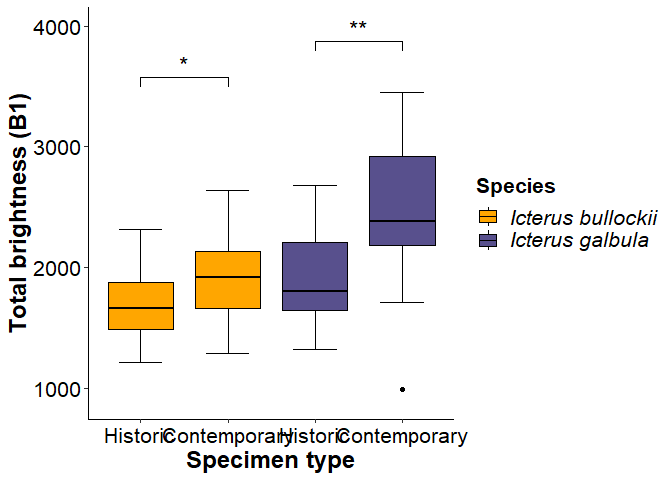 4000
3000
2000
1000
Total brightness (B1)
*
**
Historic
Contemporary
Historic
Contemporary
Specimen type
Species
Icterus bullockii
Icterus galbula